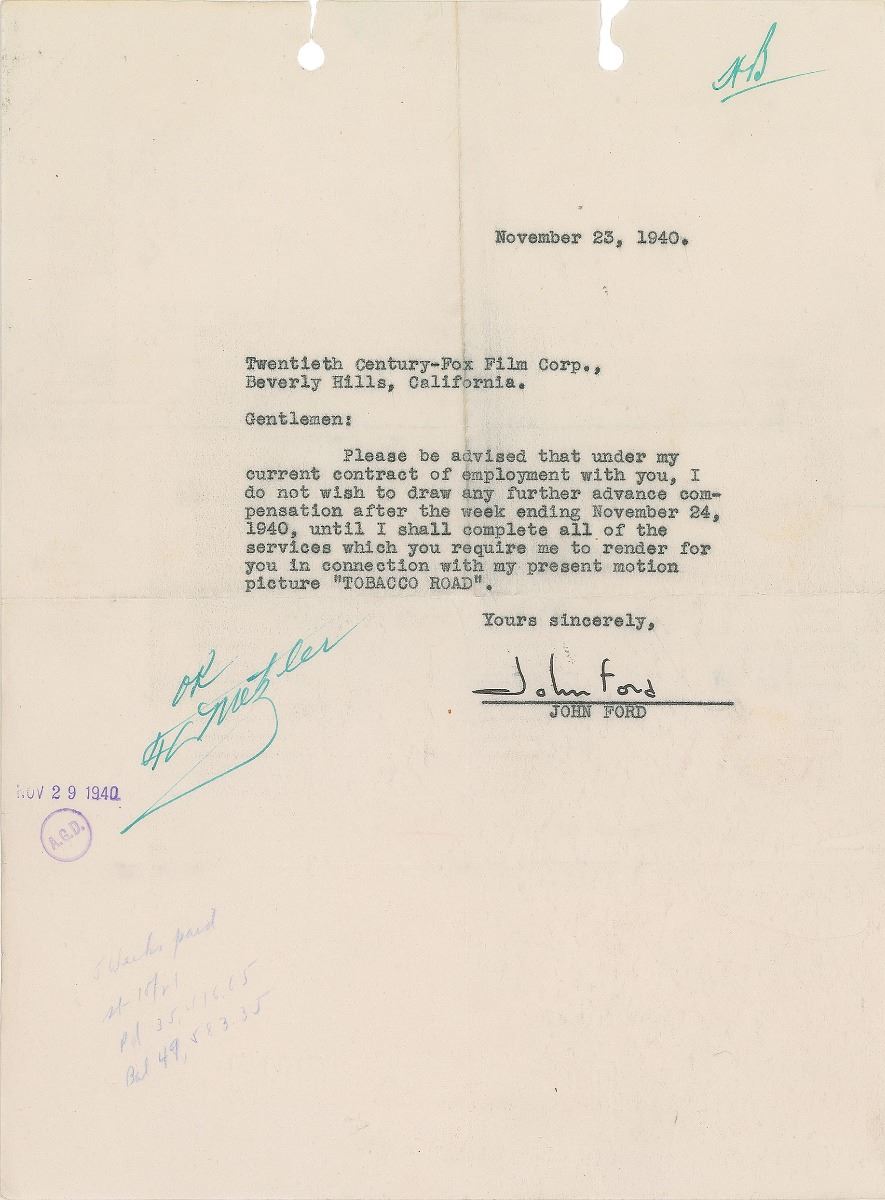 HB
November 23, 1940.
Twentieth Century-Fox Film Corp.,
Beverly Hills, California.
Gentlemen:
Please be advised that under my
current contract of employment with you, I
do not wish to draw any further advance com-
pensation after the week ending November 24,
1940, until I shall complete all of the
services which you require me to render for
you in connection with my present motion
picture "TOBACCO ROAD".
Yours sincerely,
John Ford
JOHN FORD
OK
NOV 29 1940
A.G.D.
5 Weeks paid
st 10/21
Pd 35,416.65
Bal 49,583.35